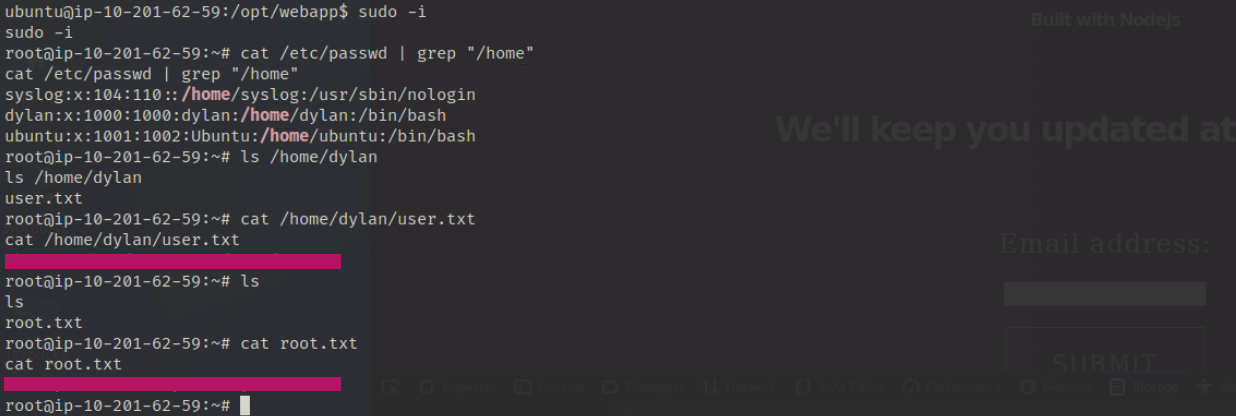 ubuntu@ip-10-201-62-59:/opt/webapp$ sudo -i
sudo -i
root@ip-10-201-62-59:~# cat /etc/passwd | grep "/home"
cat /etc/passwd | grep "/home"
syslog:x:104:110::/home/syslog:/usr/sbin/nologin
dylan:x:1000:1000:dylan:/home/dylan:/bin/bash
ubuntu:x:1001:1002:Ubuntu:/home/ubuntu:/bin/bash
root@ip-10-201-62-59:~# ls /home/dylan
ls /home/dylan
user.txt
root@ip-10-201-62-59:~# cat /home/dylan/user.txt
cat /home/dylan/user.txt
root@ip-10-201-62-59:~# ls
ls
root.txt
root@ip-10-201-62-59:~# cat root.txt
cat root.txt
root@ip-10-201-62-59:~#
Built with Nodejs
We'll keep you updated at
Email address:
SUBMIT
Inspector Console Debugger Network Style Editor Performance Memory Storage